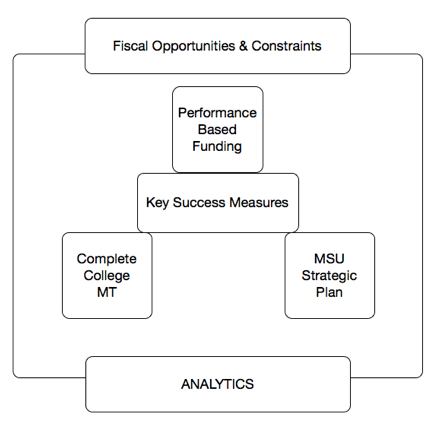 Fiscal Opportunities & Constraints
Performance
Based
Funding
Key Success Measures
Complete
College
MT
MSU
Strategic
Plan
ANALYTICS